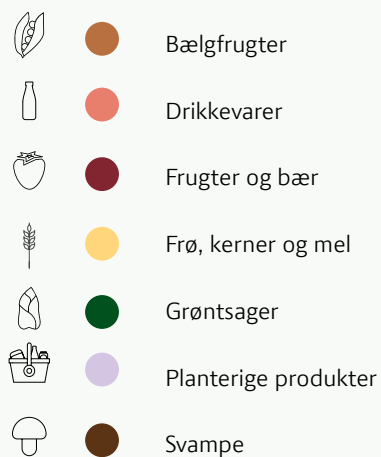 Bælgfrugter
Drikkevarer
Frugter og bær
Frø, kerner og mel
Grøntsager
Planterige produkter
Svampe